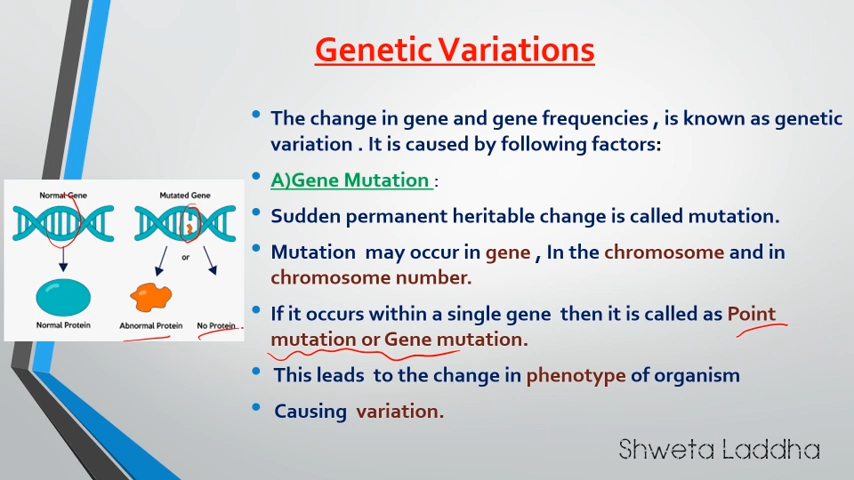 Genetic Variations
The change in gene and gene frequencies , is known as genetic
variation . It is caused by following factors:
A)Gene Mutation :
Sudden permanent heritable change is called mutation.
Mutation may occur in gene , In the chromosome and in
chromosome number.
If it occurs within a single gene then it is called as Point
mutation or Gene mutation.
This leads to the change in phenotype of organism
Causing variation.
Normal Gene
Mutated Gene
or
Normal Protein
Abnormal Protein
No Protein.
Shweta Laddha